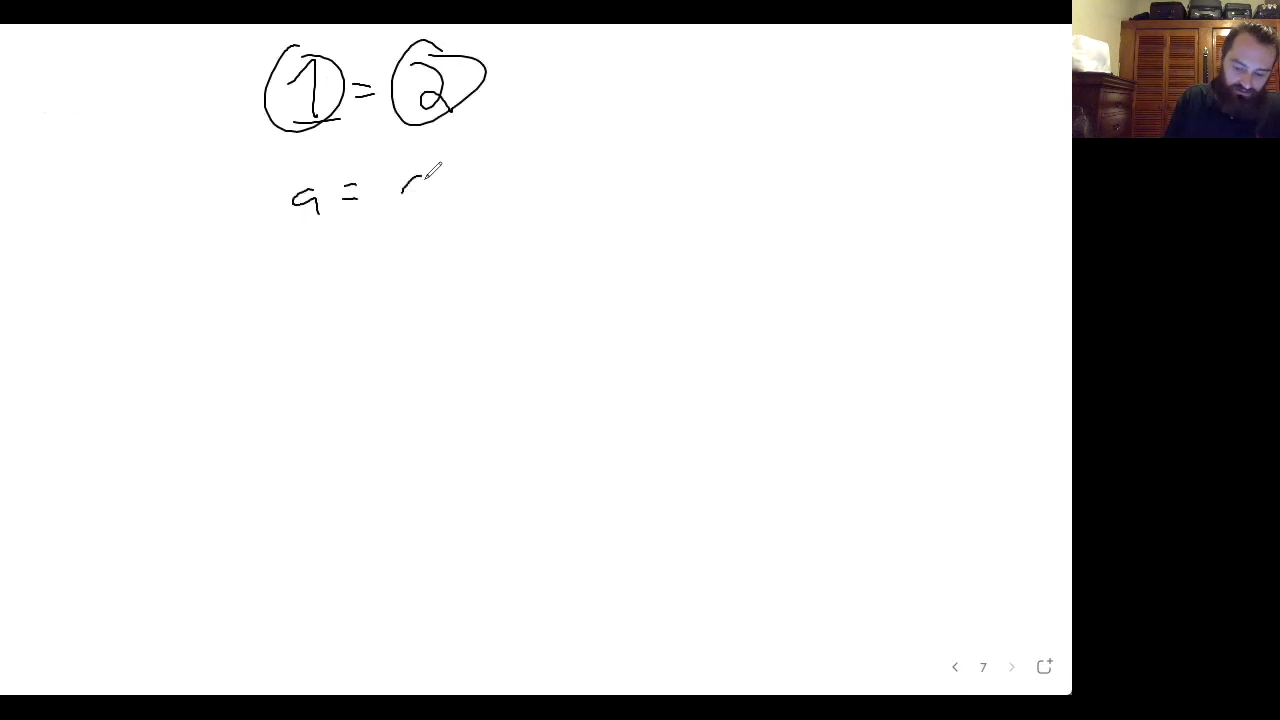 ① = ②
a =
7